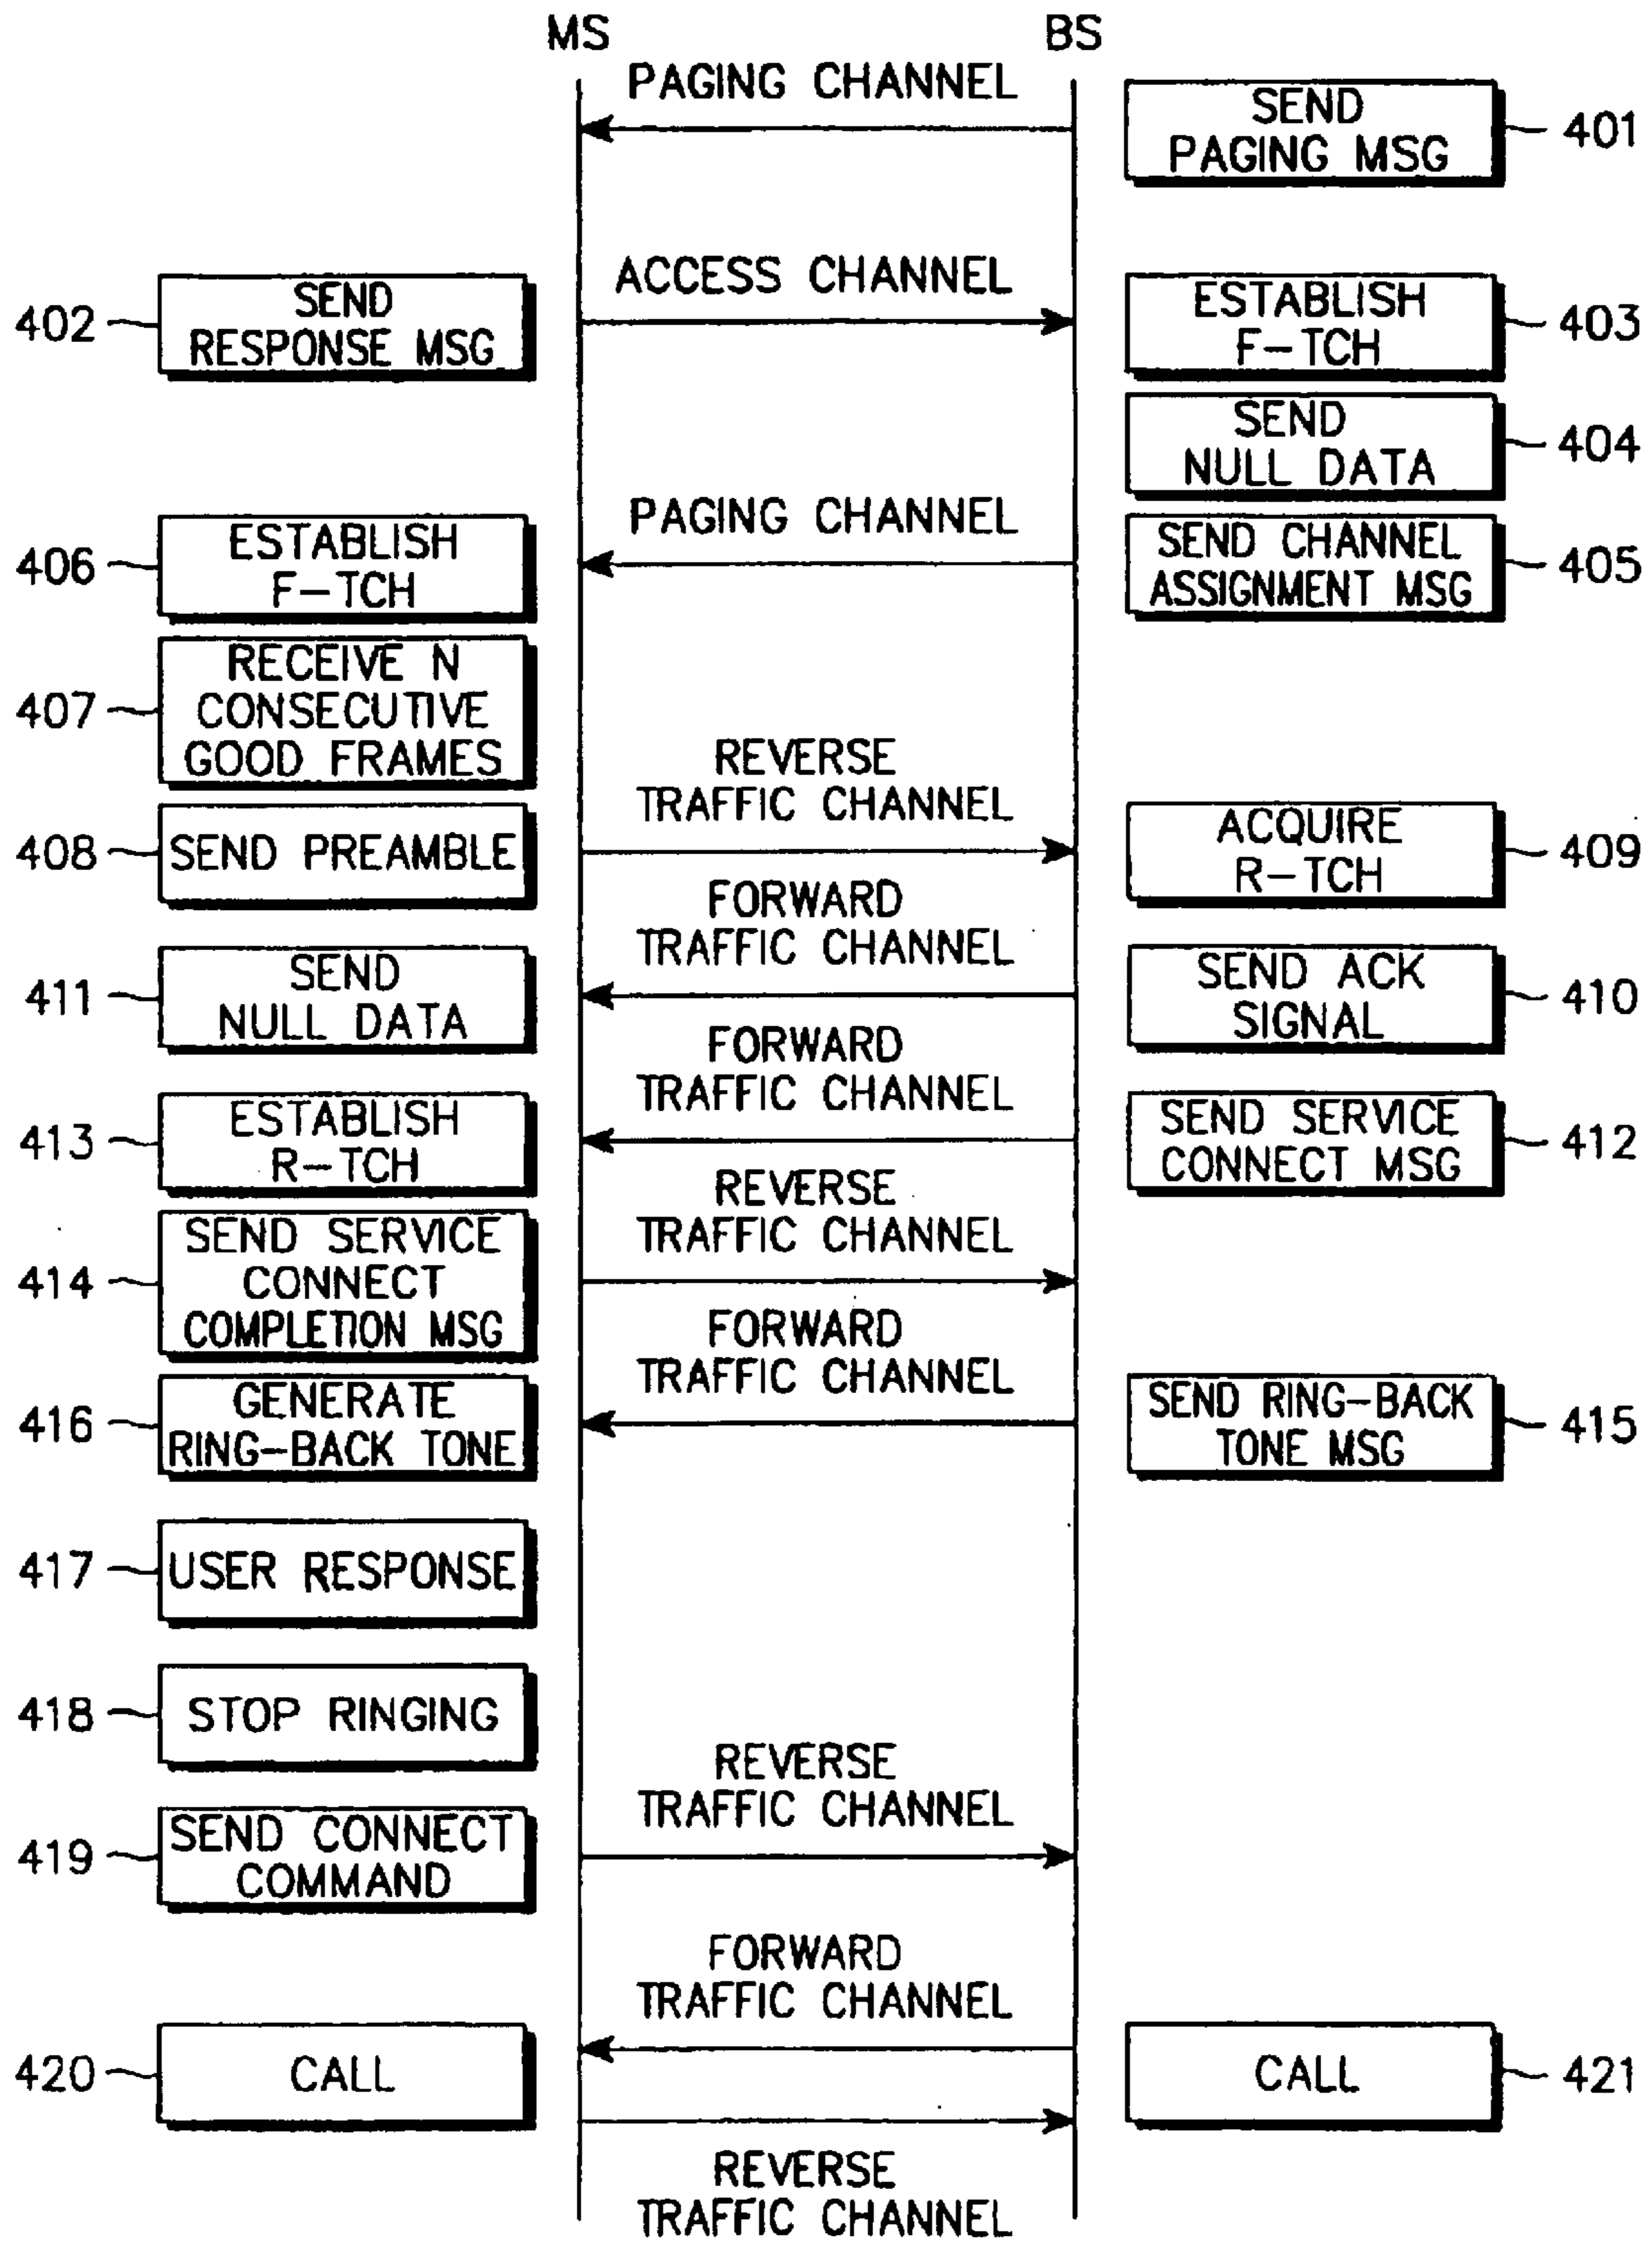 MS
BS
PAGING CHANNEL
SEND
PAGING MSG
401
402
SEND
RESPONSE MSG
ACCESS CHANNEL
ESTABLISH
F-TCH
403
SEND
NULL DATA
404
406
ESTABLISH
F-TCH
PAGING CHANNEL
SEND CHANNEL
ASSIGNMENT MSG
405
407
RECEIVE N
CONSECUTIVE
GOOD FRAMES
408
SEND PREAMBLE
REVERSE
TRAFFIC CHANNEL
ACQUIRE
R-TCH
409
411
SEND
NULL DATA
FORWARD
TRAFFIC CHANNEL
SEND ACK
SIGNAL
410
413
ESTABLISH
R-TCH
FORWARD
TRAFFIC CHANNEL
SEND SERVICE
CONNECT MSG
412
414
SEND SERVICE
CONNECT
COMPLETION MSG
REVERSE
TRAFFIC CHANNEL
416
GENERATE
RING-BACK TONE
FORWARD
TRAFFIC CHANNEL
SEND RING-BACK
TONE MSG
415
417
USER RESPONSE
418
STOP RINGING
419
SEND CONNECT
COMMAND
REVERSE
TRAFFIC CHANNEL
420
CALL
FORWARD
TRAFFIC CHANNEL
CALL
421
REVERSE
TRAFFIC CHANNEL